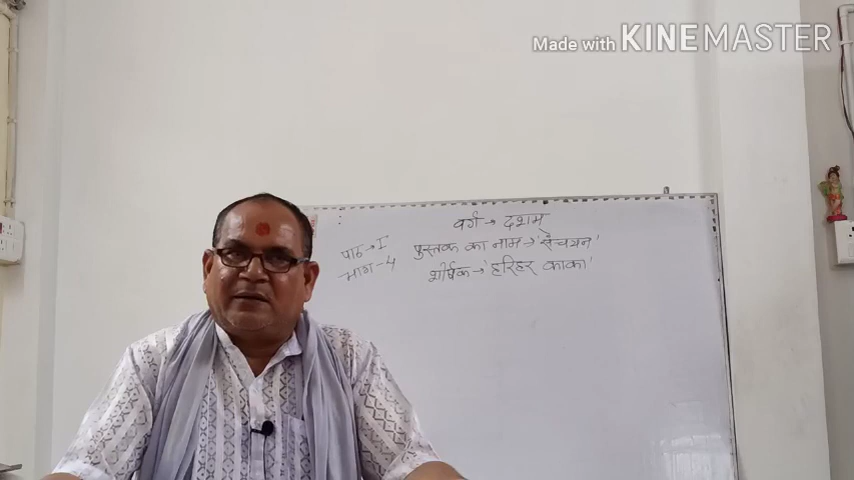 Made with KINEMASTER
वर्ग → दशम्
पाठ → I पुस्तक का नाम → 'संचयन'
भाग - 4 शीर्षक → 'हरिहर काका'